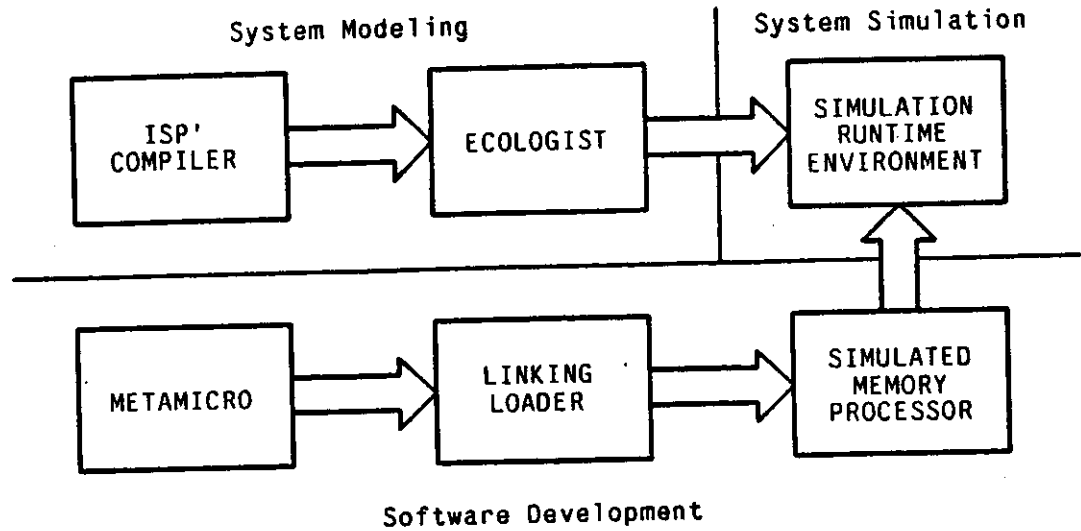 System Modeling
System Simulation
ISP'
COMPILER
ECOLOGIST
SIMULATION
RUNTIME
ENVIRONMENT
METAMICRO
LINKING
LOADER
SIMULATED
MEMORY
PROCESSOR
Software Development